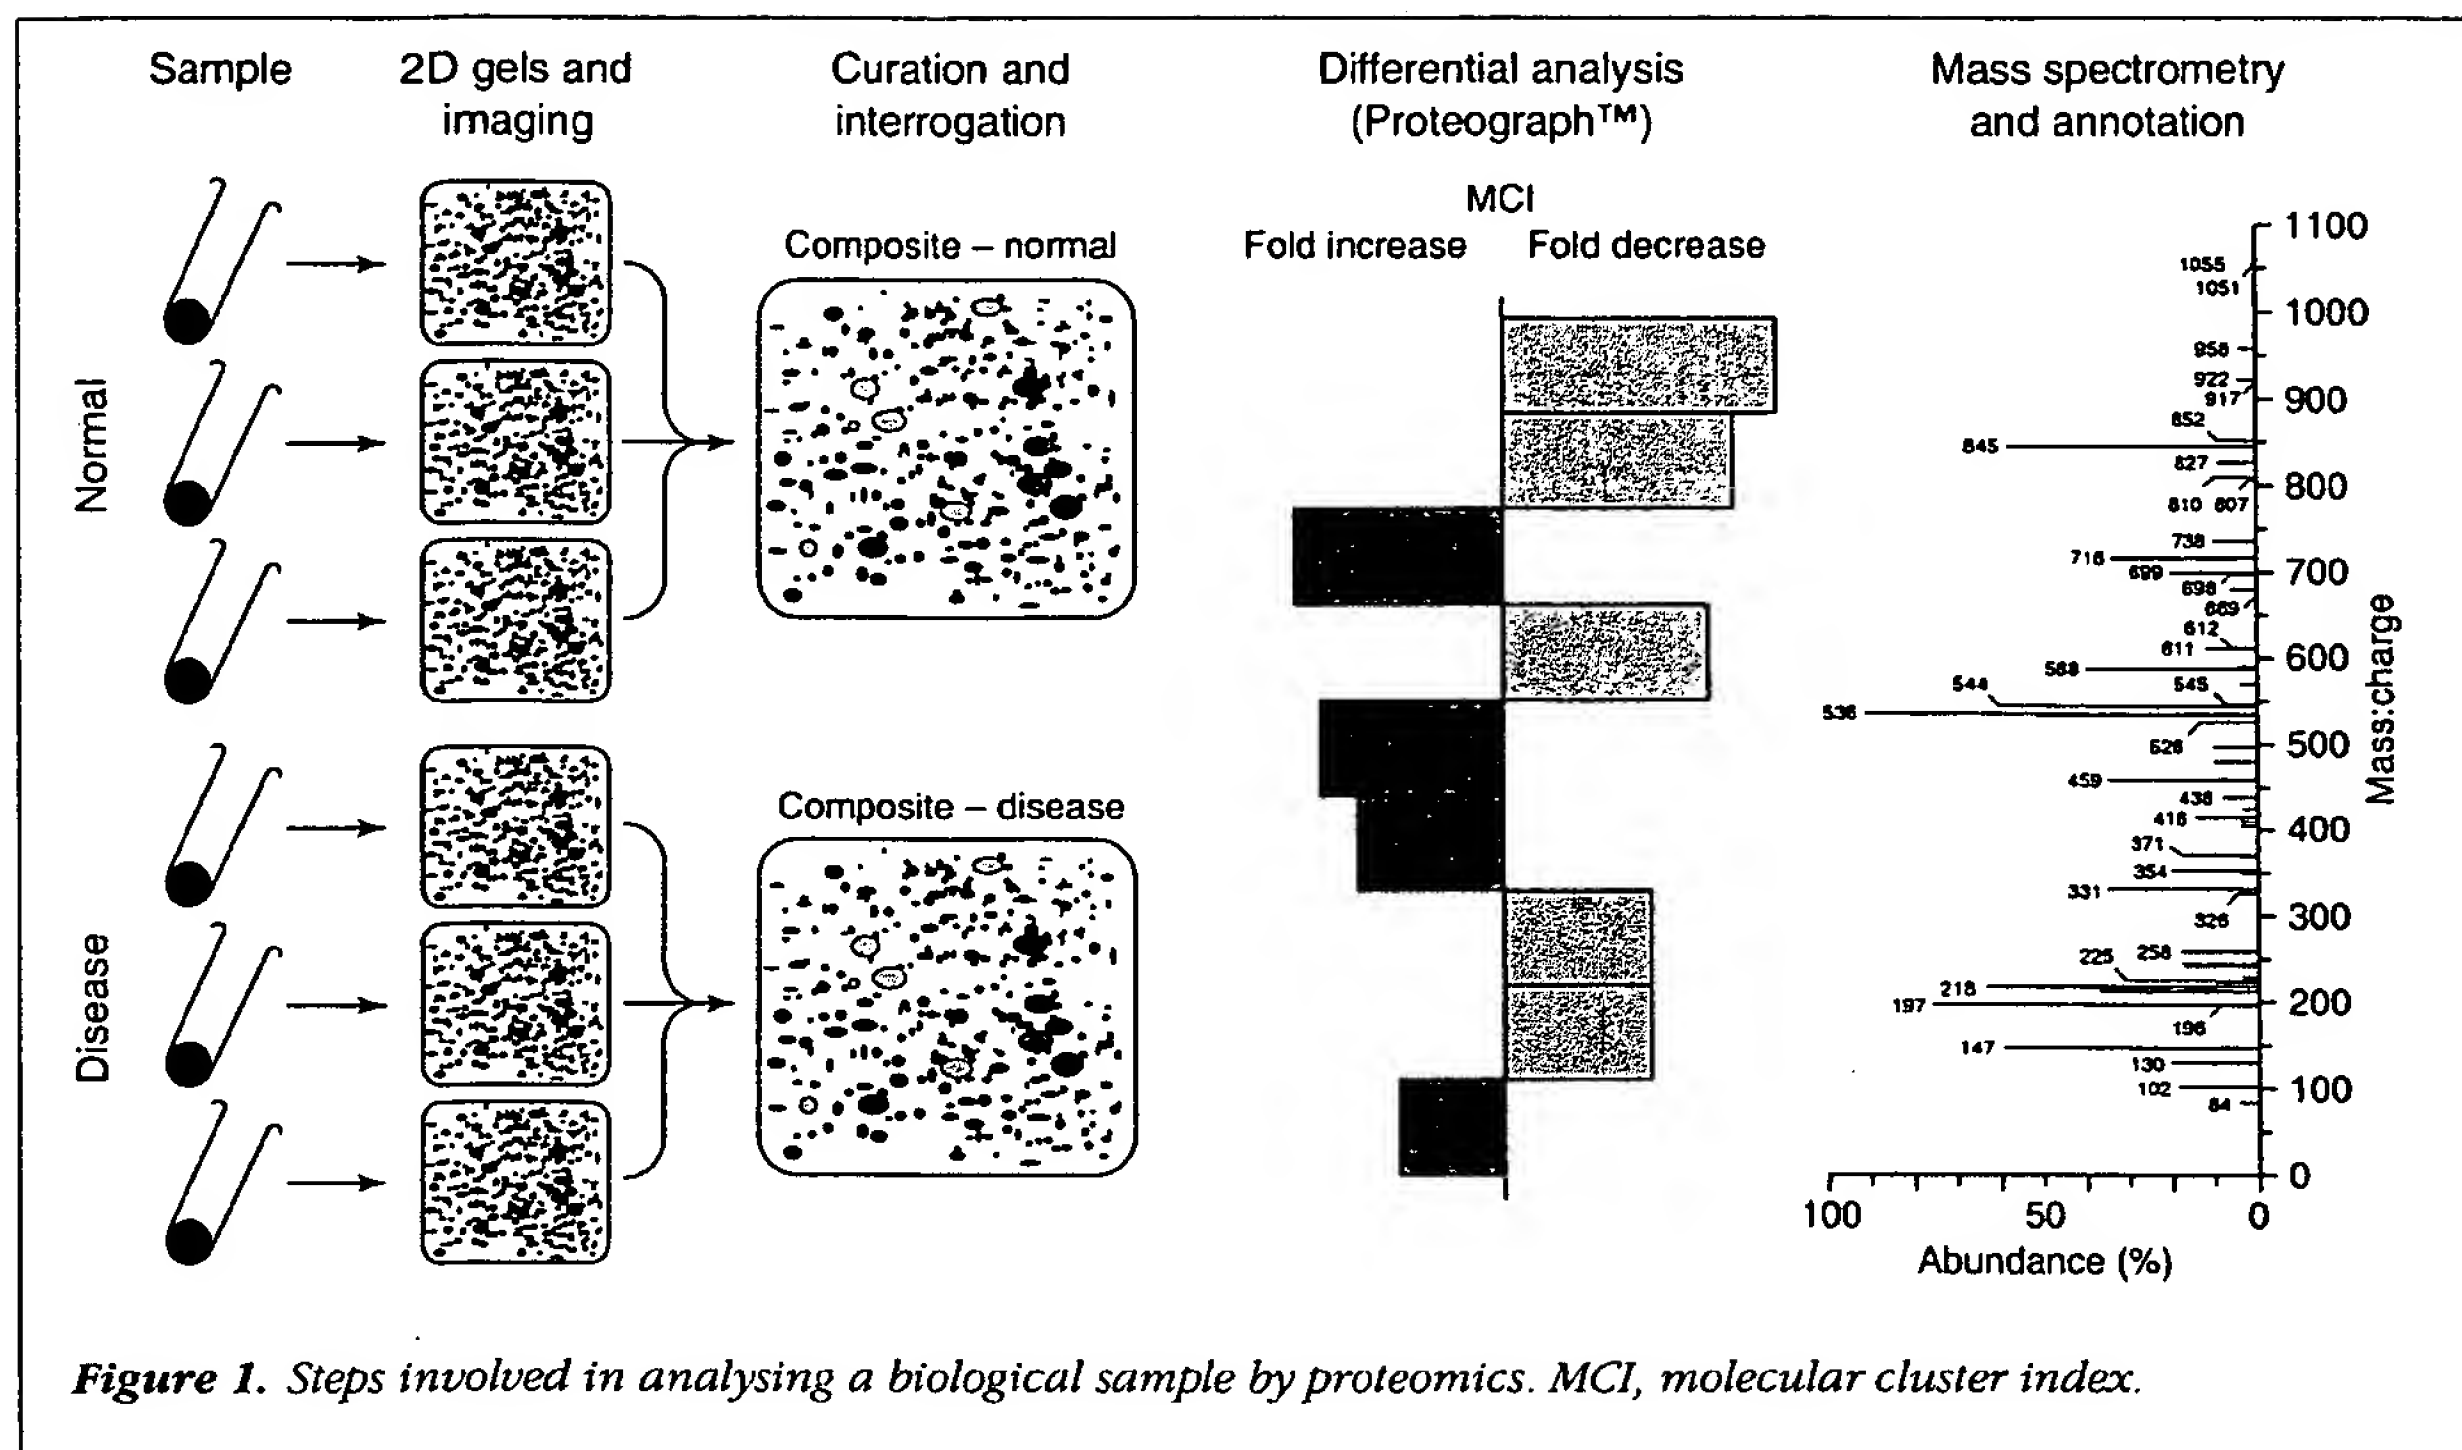 Sample
2D gels and
imaging
Curation and
interrogation
Differential analysis
(Proteograph™)
Mass spectrometry
and annotation
Normal
Disease
Composite – normal
Composite – disease
MCI
Fold increase Fold decrease
1055
1051
958
922
917
852
845
827
810 807
738
716
699
698
669
612
611
588
544
545
536
526
459
438
416
371
354
331
326
225 258
218
197
196
147
130
102
84
1100
1000
900
800
700
600
500
400
300
200
100
0
Mass:charge
100 50 0
Abundance (%)
Figure 1. Steps involved in analysing a biological sample by proteomics. MCI, molecular cluster index.